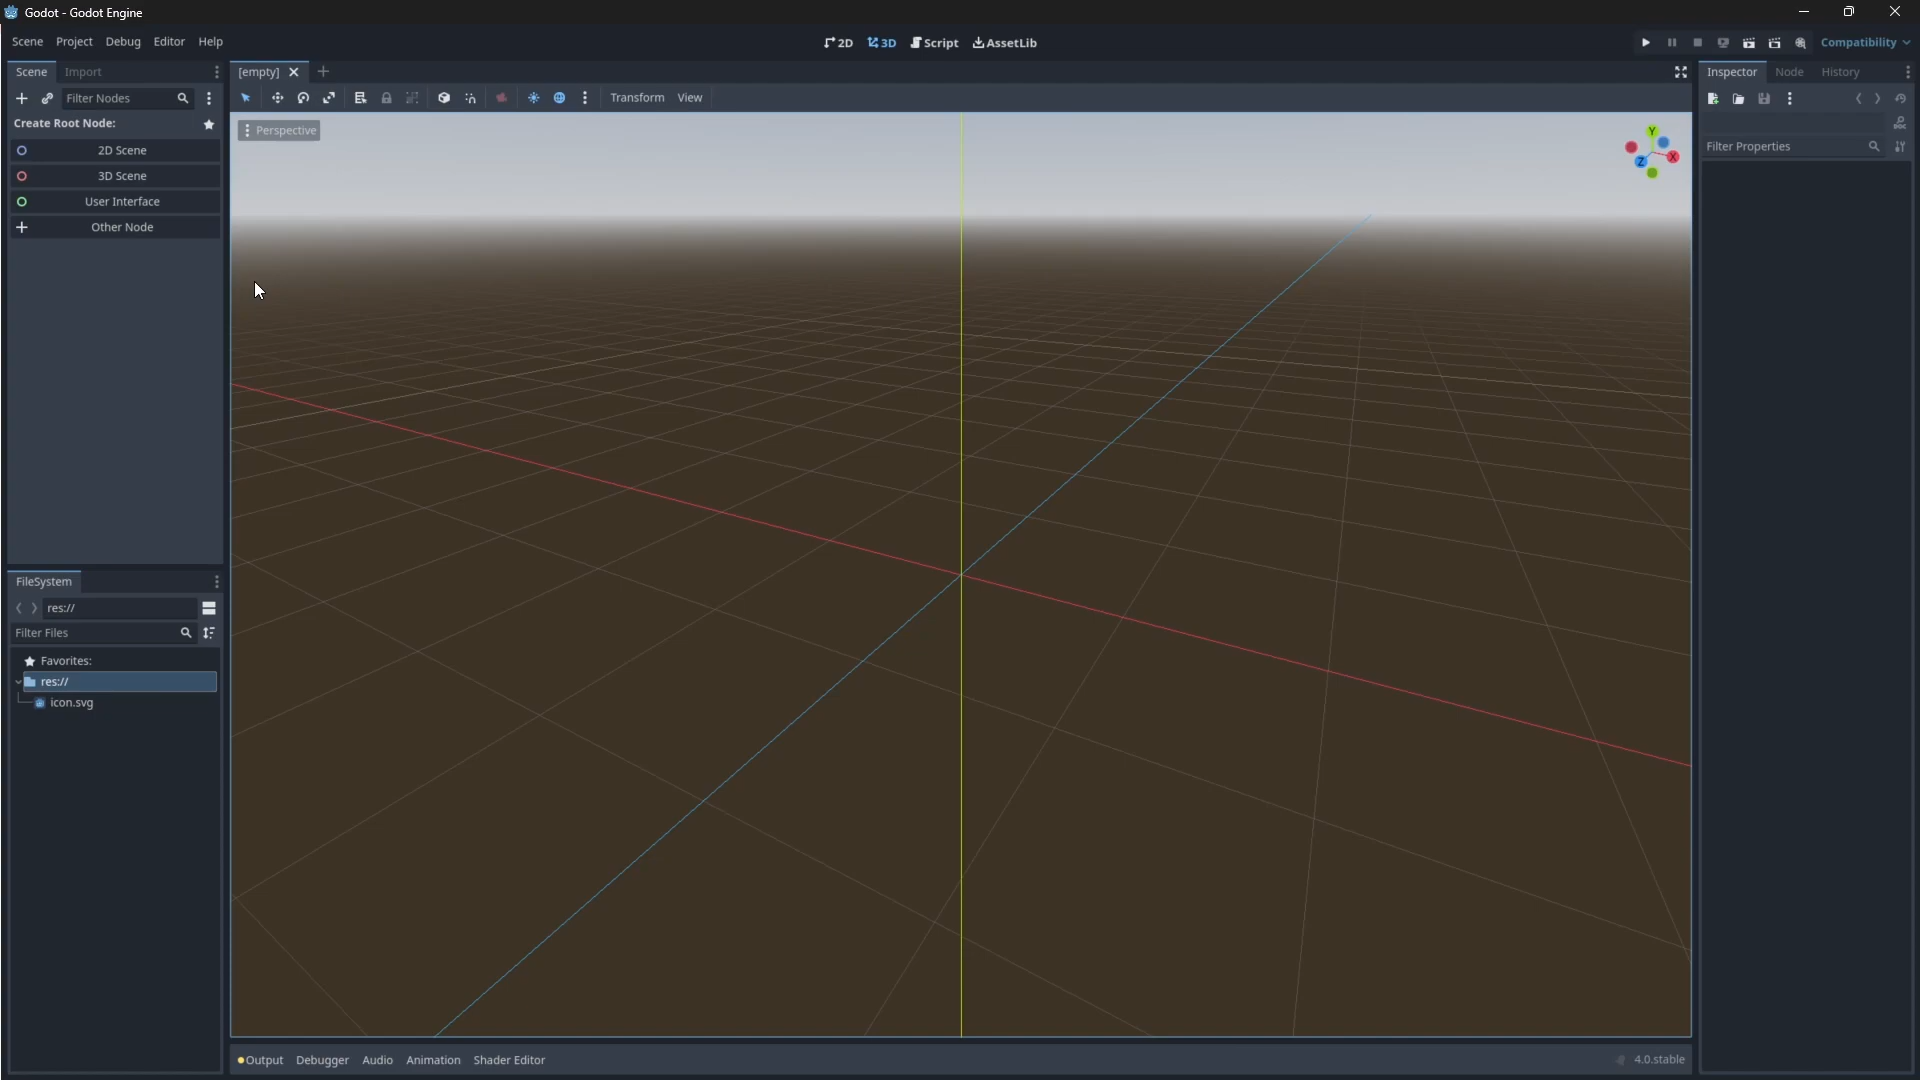 Godot - Godot Engine
Scene Project Debug Editor Help
2D 3D Script AssetLib
Compatibility
Scene Import
[empty]
Inspector Node History
Filter Nodes
Transform View
Create Root Node:
Perspective
Y
X
Z
Filter Properties
2D Scene
3D Scene
User Interface
Other Node
FileSystem
res://
Filter Files
Favorites:
res://
icon.svg
Output Debugger Audio Animation Shader Editor
4.0.stable